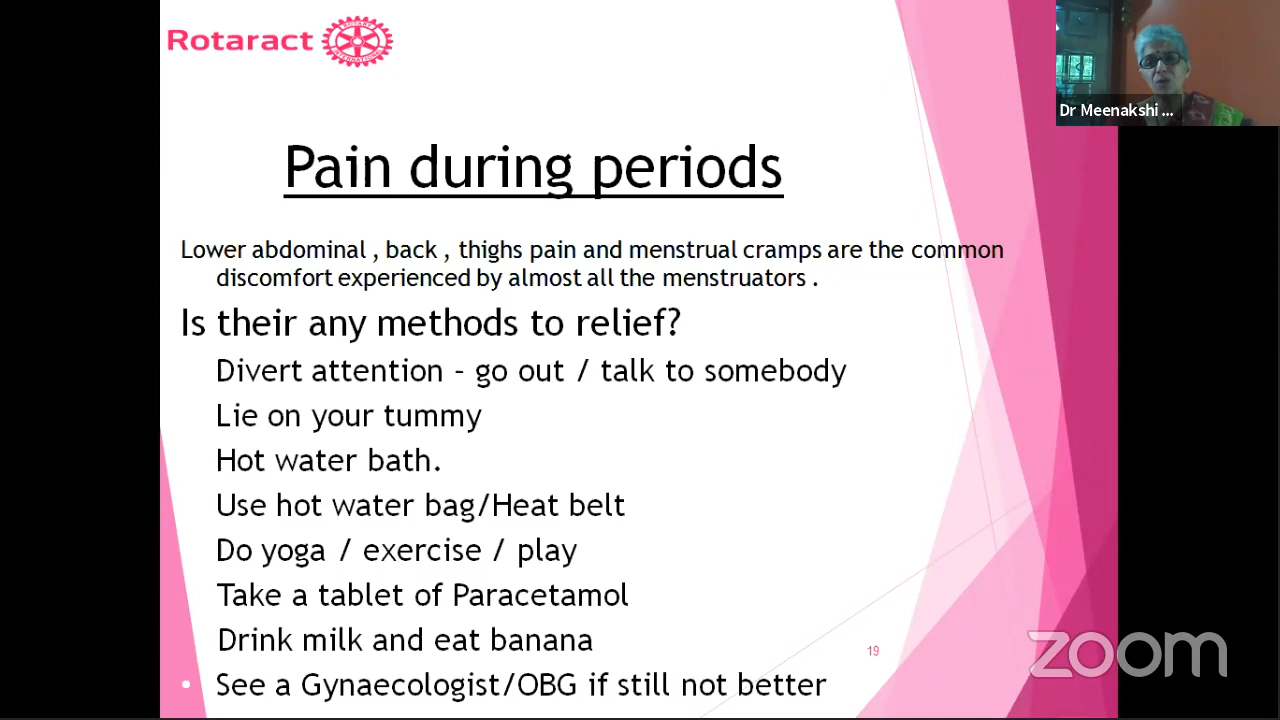 Rotaract
ROTARY
INTERNATIONAL
Dr Meenakshi ...
Pain during periods
Lower abdominal , back , thighs pain and menstrual cramps are the common
discomfort experienced by almost all the menstruators .
Is their any methods to relief?
Divert attention – go out / talk to somebody
Lie on your tummy
Hot water bath.
Use hot water bag/Heat belt
Do yoga / exercise / play
Take a tablet of Paracetamol
Drink milk and eat banana
19
• See a Gynaecologist/OBG if still not better
zoom